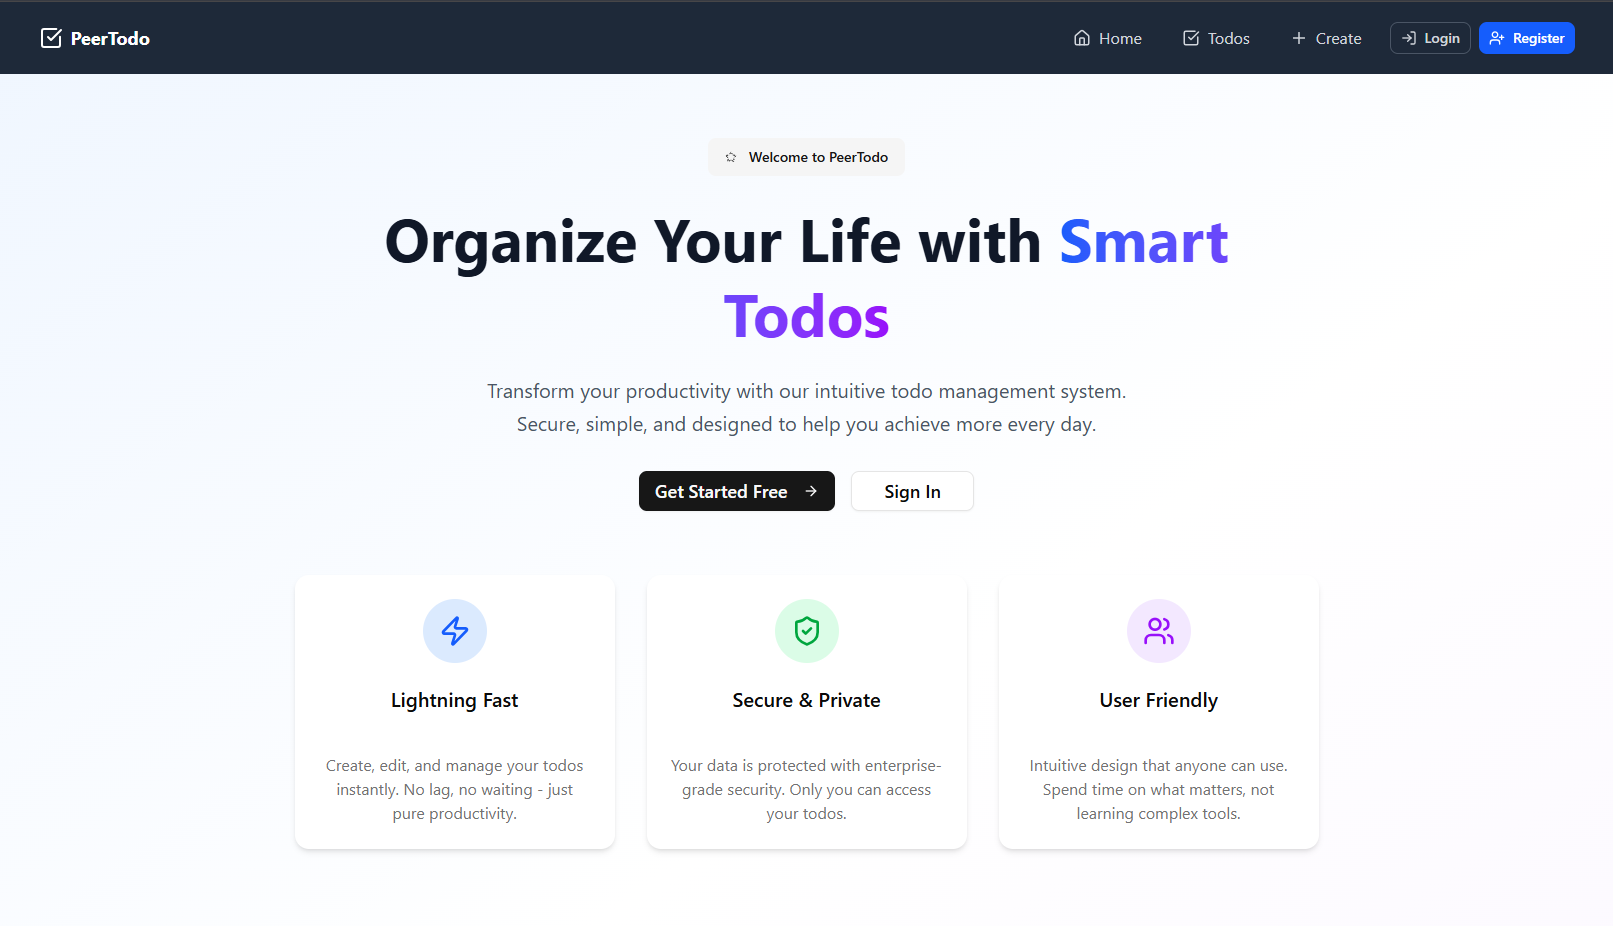 PeerTodo
Home
Todos
Create
Login
Register
Welcome to PeerTodo
Organize Your Life with Smart
Todos
Transform your productivity with our intuitive todo management system.
Secure, simple, and designed to help you achieve more every day.
Get Started Free
Sign In
Lightning Fast
Create, edit, and manage your todos
instantly. No lag, no waiting - just
pure productivity.
Secure & Private
Your data is protected with enterprise-
grade security. Only you can access
your todos.
User Friendly
Intuitive design that anyone can use.
Spend time on what matters, not
learning complex tools.